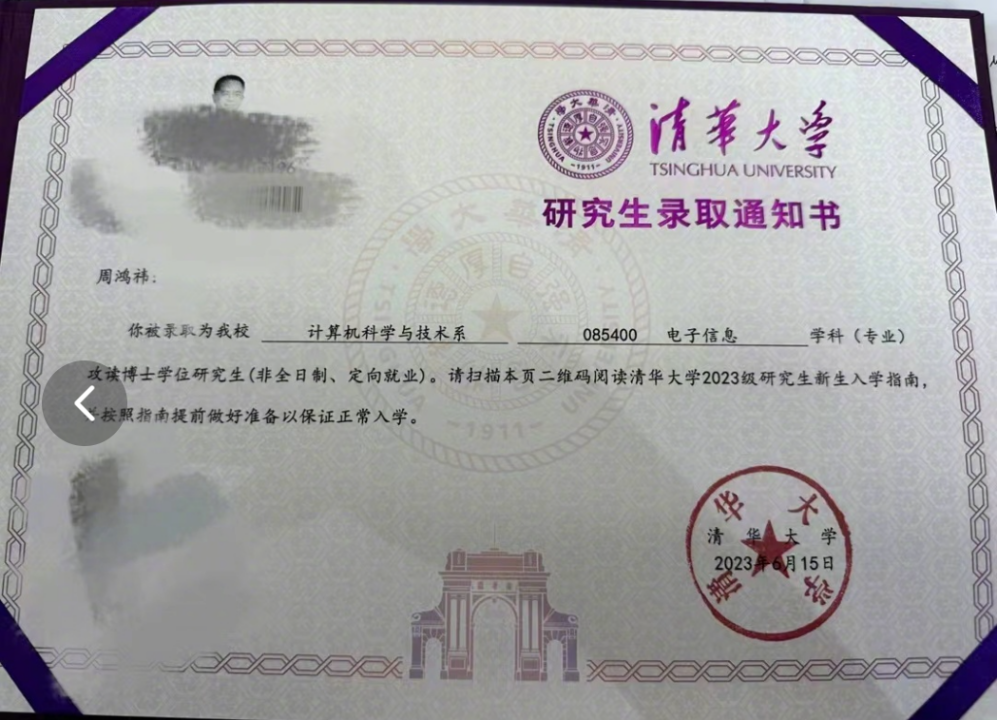 清華大学
TSINGHUA UNIVERSITY
研究生录取通知书
周鸿祎：
你被录取为我校 计算机科学与技术系 085400 电子信息 学科（专业）
攻读博士学位研究生(非全日制、定向就业)。请扫描本页二维码阅读清华大学2023级研究生新生入学指南，
按照指南提前做好准备以保证正常入学。
-1911-
清华大学
清 华 大 学
2023年6月15日